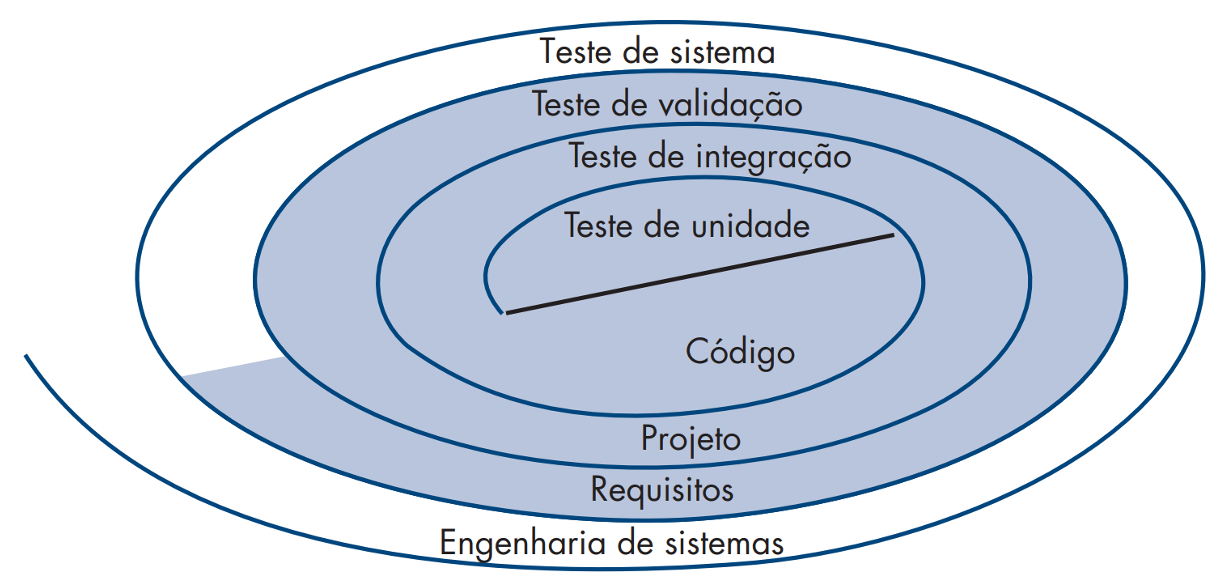 Teste de sistema
Teste de validação
Teste de integração
Teste de unidade
Código
Projeto
Requisitos
Engenharia de sistemas